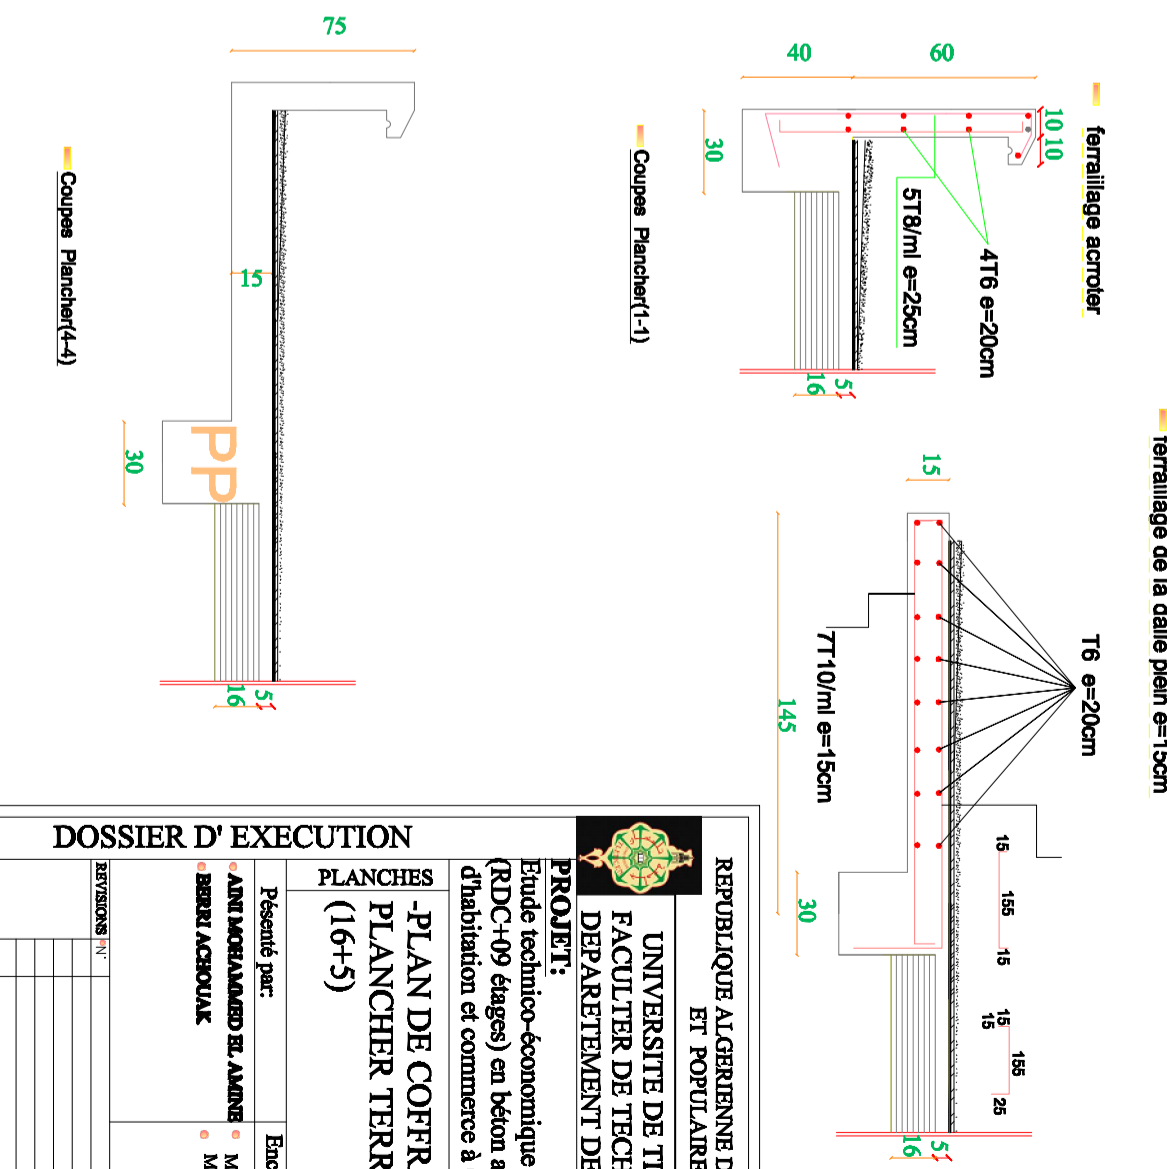 ferraiilage de la dalle plein e=15cm
ferraiilage acrroter
60
40
10
10
30
4T6 e=20cm
5T8/ml e=25cm
16
5
Coupes Plancher(1-1)
75
15
PP
30
16
5
Coupes Plancher(4-4)
15
T6 e=20cm
7T10/ml e=15cm
145
30
15
155
15
15
15
155
25
16
5
REPUBLIQUE ALGERIENNE D
ET POPULAIRE
UNIVERSITE DE T
FACULTER DE TECH
DEPARETEMENT DE
PROJET:
Etude technico-économique
(RDC+09 étages) en béton a
d'habitation et commerce à
DOSSIER D' EXECUTION
PLANCHES
-PLAN DE COFFR
PLANCHER TERR
(16+5)
Pésenté par:
AINI MOHAMMED EL AMINE
BERRI ACHOUAK
Enc
M
M
REVISIONS
N°